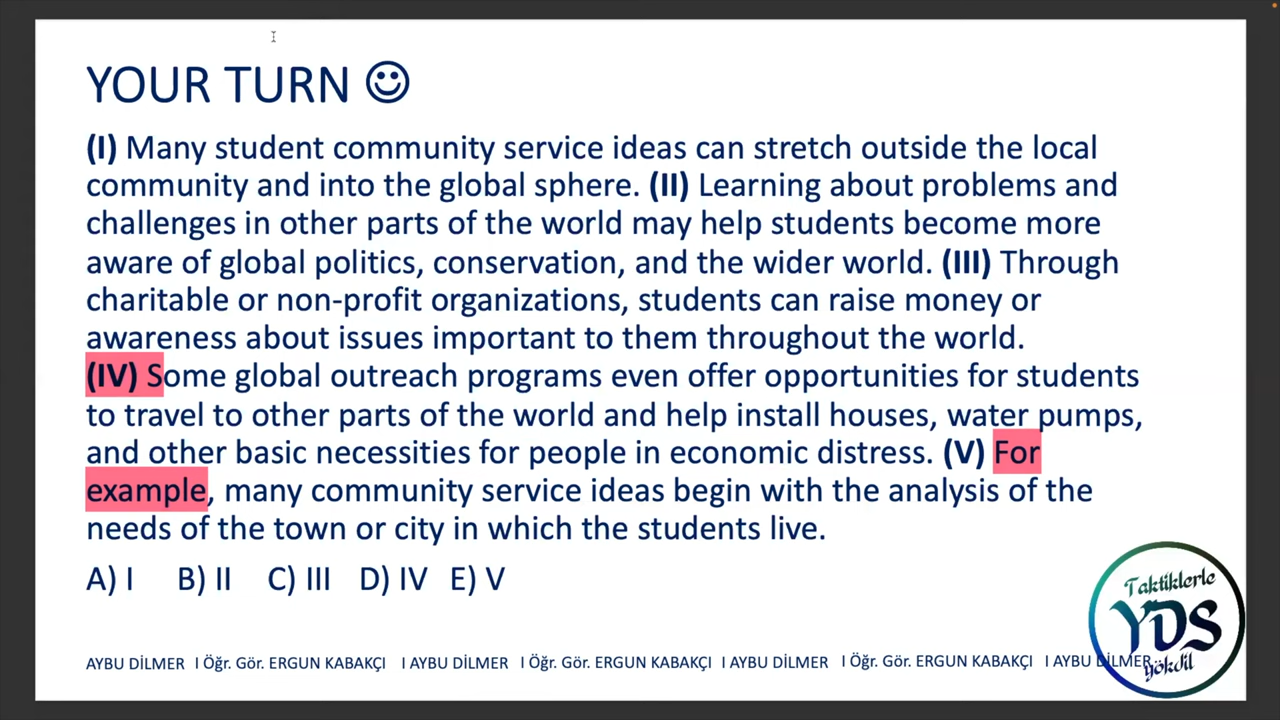 YOUR TURN ☺
(I) Many student community service ideas can stretch outside the local
community and into the global sphere. (II) Learning about problems and
challenges in other parts of the world may help students become more
aware of global politics, conservation, and the wider world. (III) Through
charitable or non-profit organizations, students can raise money or
awareness about issues important to them throughout the world.
(IV) Some global outreach programs even offer opportunities for students
to travel to other parts of the world and help install houses, water pumps,
and other basic necessities for people in economic distress. (V) For
example, many community service ideas begin with the analysis of the
needs of the town or city in which the students live.
A) I B) II C) III D) IV E) V
Taktiklerle
YDS
yökdil
AYBU DİLMER I Öğr. Gör. ERGUN KABAKÇI I AYBU DİLMER I Öğr. Gör. ERGUN KABAKÇI I AYBU DİLMER I Öğr. Gör. ERGUN KABAKÇI I AYBU DİLMER